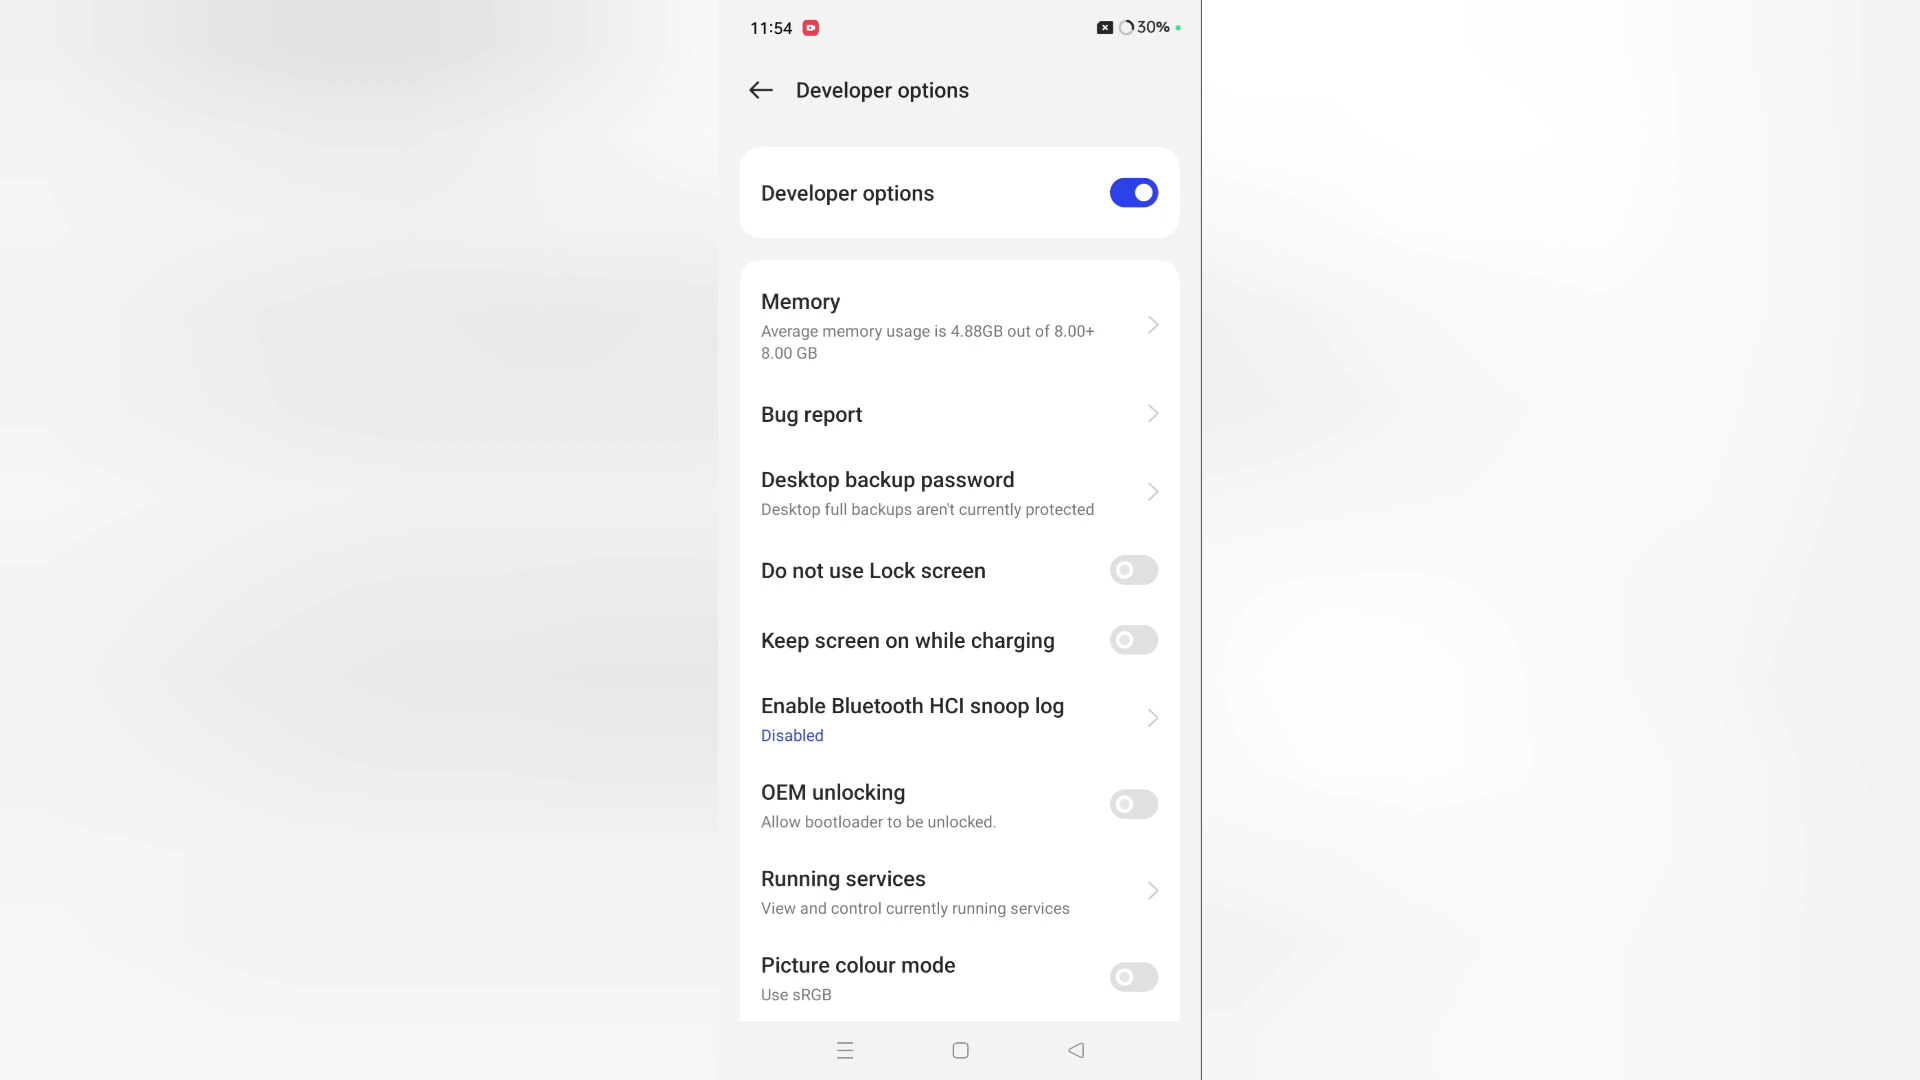 11:54
30%
Developer options
Developer options
Memory
Average memory usage is 4.88GB out of 8.00+
8.00 GB
Bug report
Desktop backup password
Desktop full backups aren't currently protected
Do not use Lock screen
Keep screen on while charging
Enable Bluetooth HCI snoop log
Disabled
OEM unlocking
Allow bootloader to be unlocked.
Running services
View and control currently running services
Picture colour mode
Use sRGB